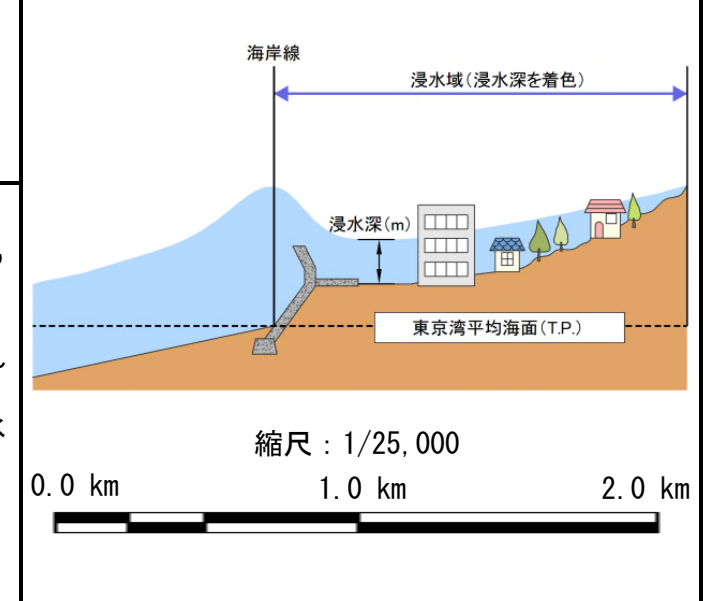 海岸線
浸水域(浸水深を着色)
浸水深(m)
東京湾平均海面(T.P.)
縮尺：1/25,000
0.0 km 1.0 km 2.0 km